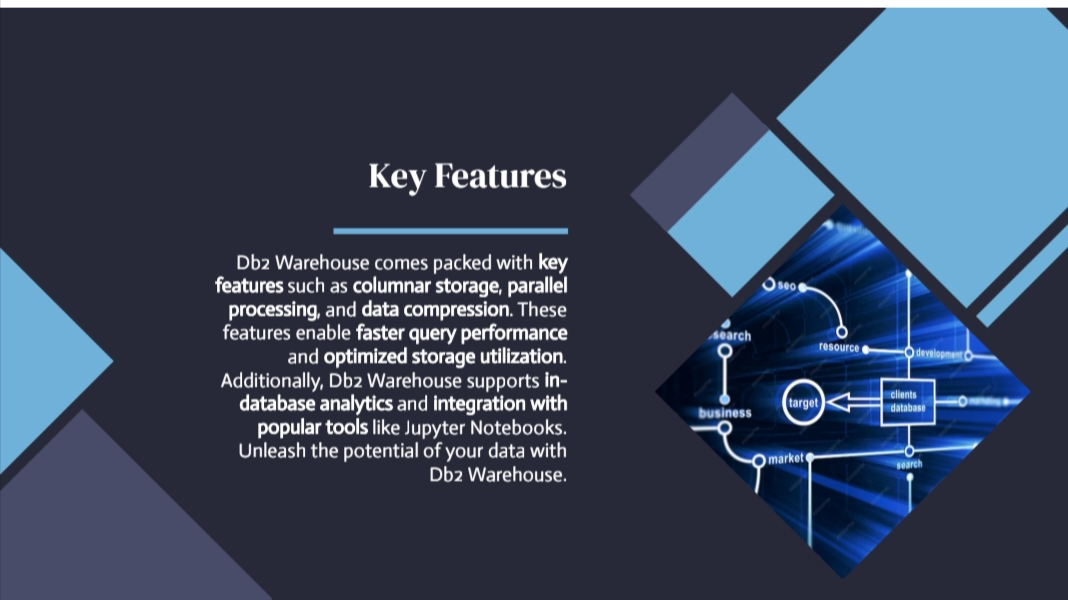 Key Features
Db2 Warehouse comes packed with key
features such as columnar storage, parallel
processing, and data compression. These
features enable faster query performance
and optimized storage utilization.
Additionally, Db2 Warehouse supports in-
database analytics and integration with
popular tools like Jupyter Notebooks.
Unleash the potential of your data with
Db2 Warehouse.
seo
search
resource
development
target
clients
database
business
market
search